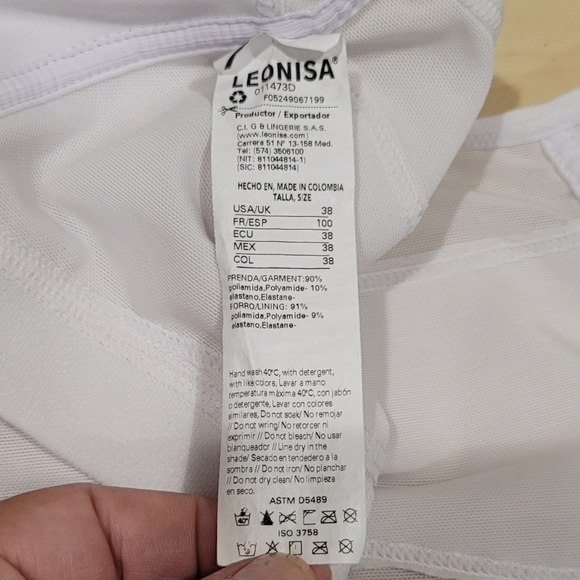 LEONISA®
011473D
F05249067199
Productor / Exportador
C.I. G & LINGERIE S.A.S.
(www.leonisa.com)
Carrera 51 N° 13-158 Med.
Tel: (574) 3506100
(NIT: 811044814-1)
(SIC: 811044814)
HECHO EN, MADE IN COLOMBIA
TALLA, SIZE
USA/UK 38
FR/ESP 100
ECU 38
MEX 38
COL 38
PRENDA/GARMENT:90%
poliamida,Polyamide- 10%
elastano,Elastane-
FORRO/LINING: 91%
poliamida,Polyamide- 9%
elastano,Elastane-
Hand wash 40°C, with detergent,
with like colors, Lavar a mano
temperatura máxima 40°C, con jabón
o detergente, Lavar con colores
similares, Do not soak/ No remojar
// Do not wring/ No retorcer ni
exprimir // Do not bleach/ No usar
blanqueador // Line dry in the
shade/ Secado en tendedero a la
sombra // Do not iron/ No planchar
// Do not dry clean/ No limpieza
en seco.
ASTM D5489
40°
ISO 3758